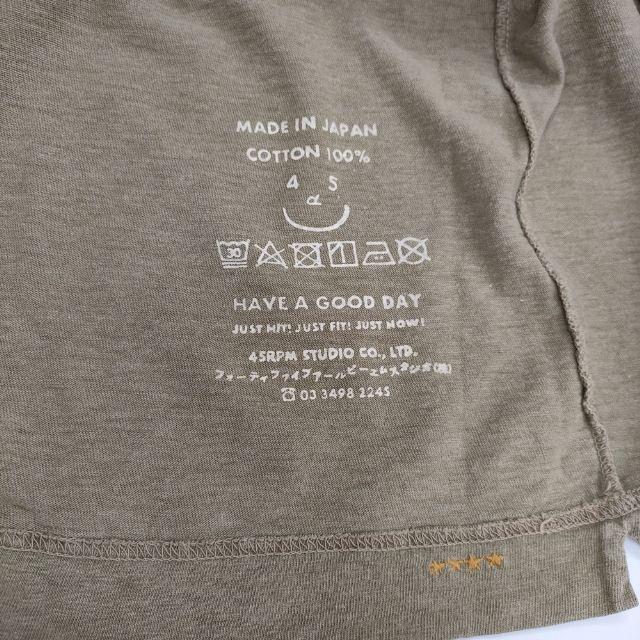 MADE IN JAPAN
COTTON 100%
4 S
α
30
HAVE A GOOD DAY
JUST HIT! JUST FIT! JUST NOW!
45RPM STUDIO CO., LTD.
フォーティファイブアールピーエムスタジオ(株)
☎ 03 3498 2245